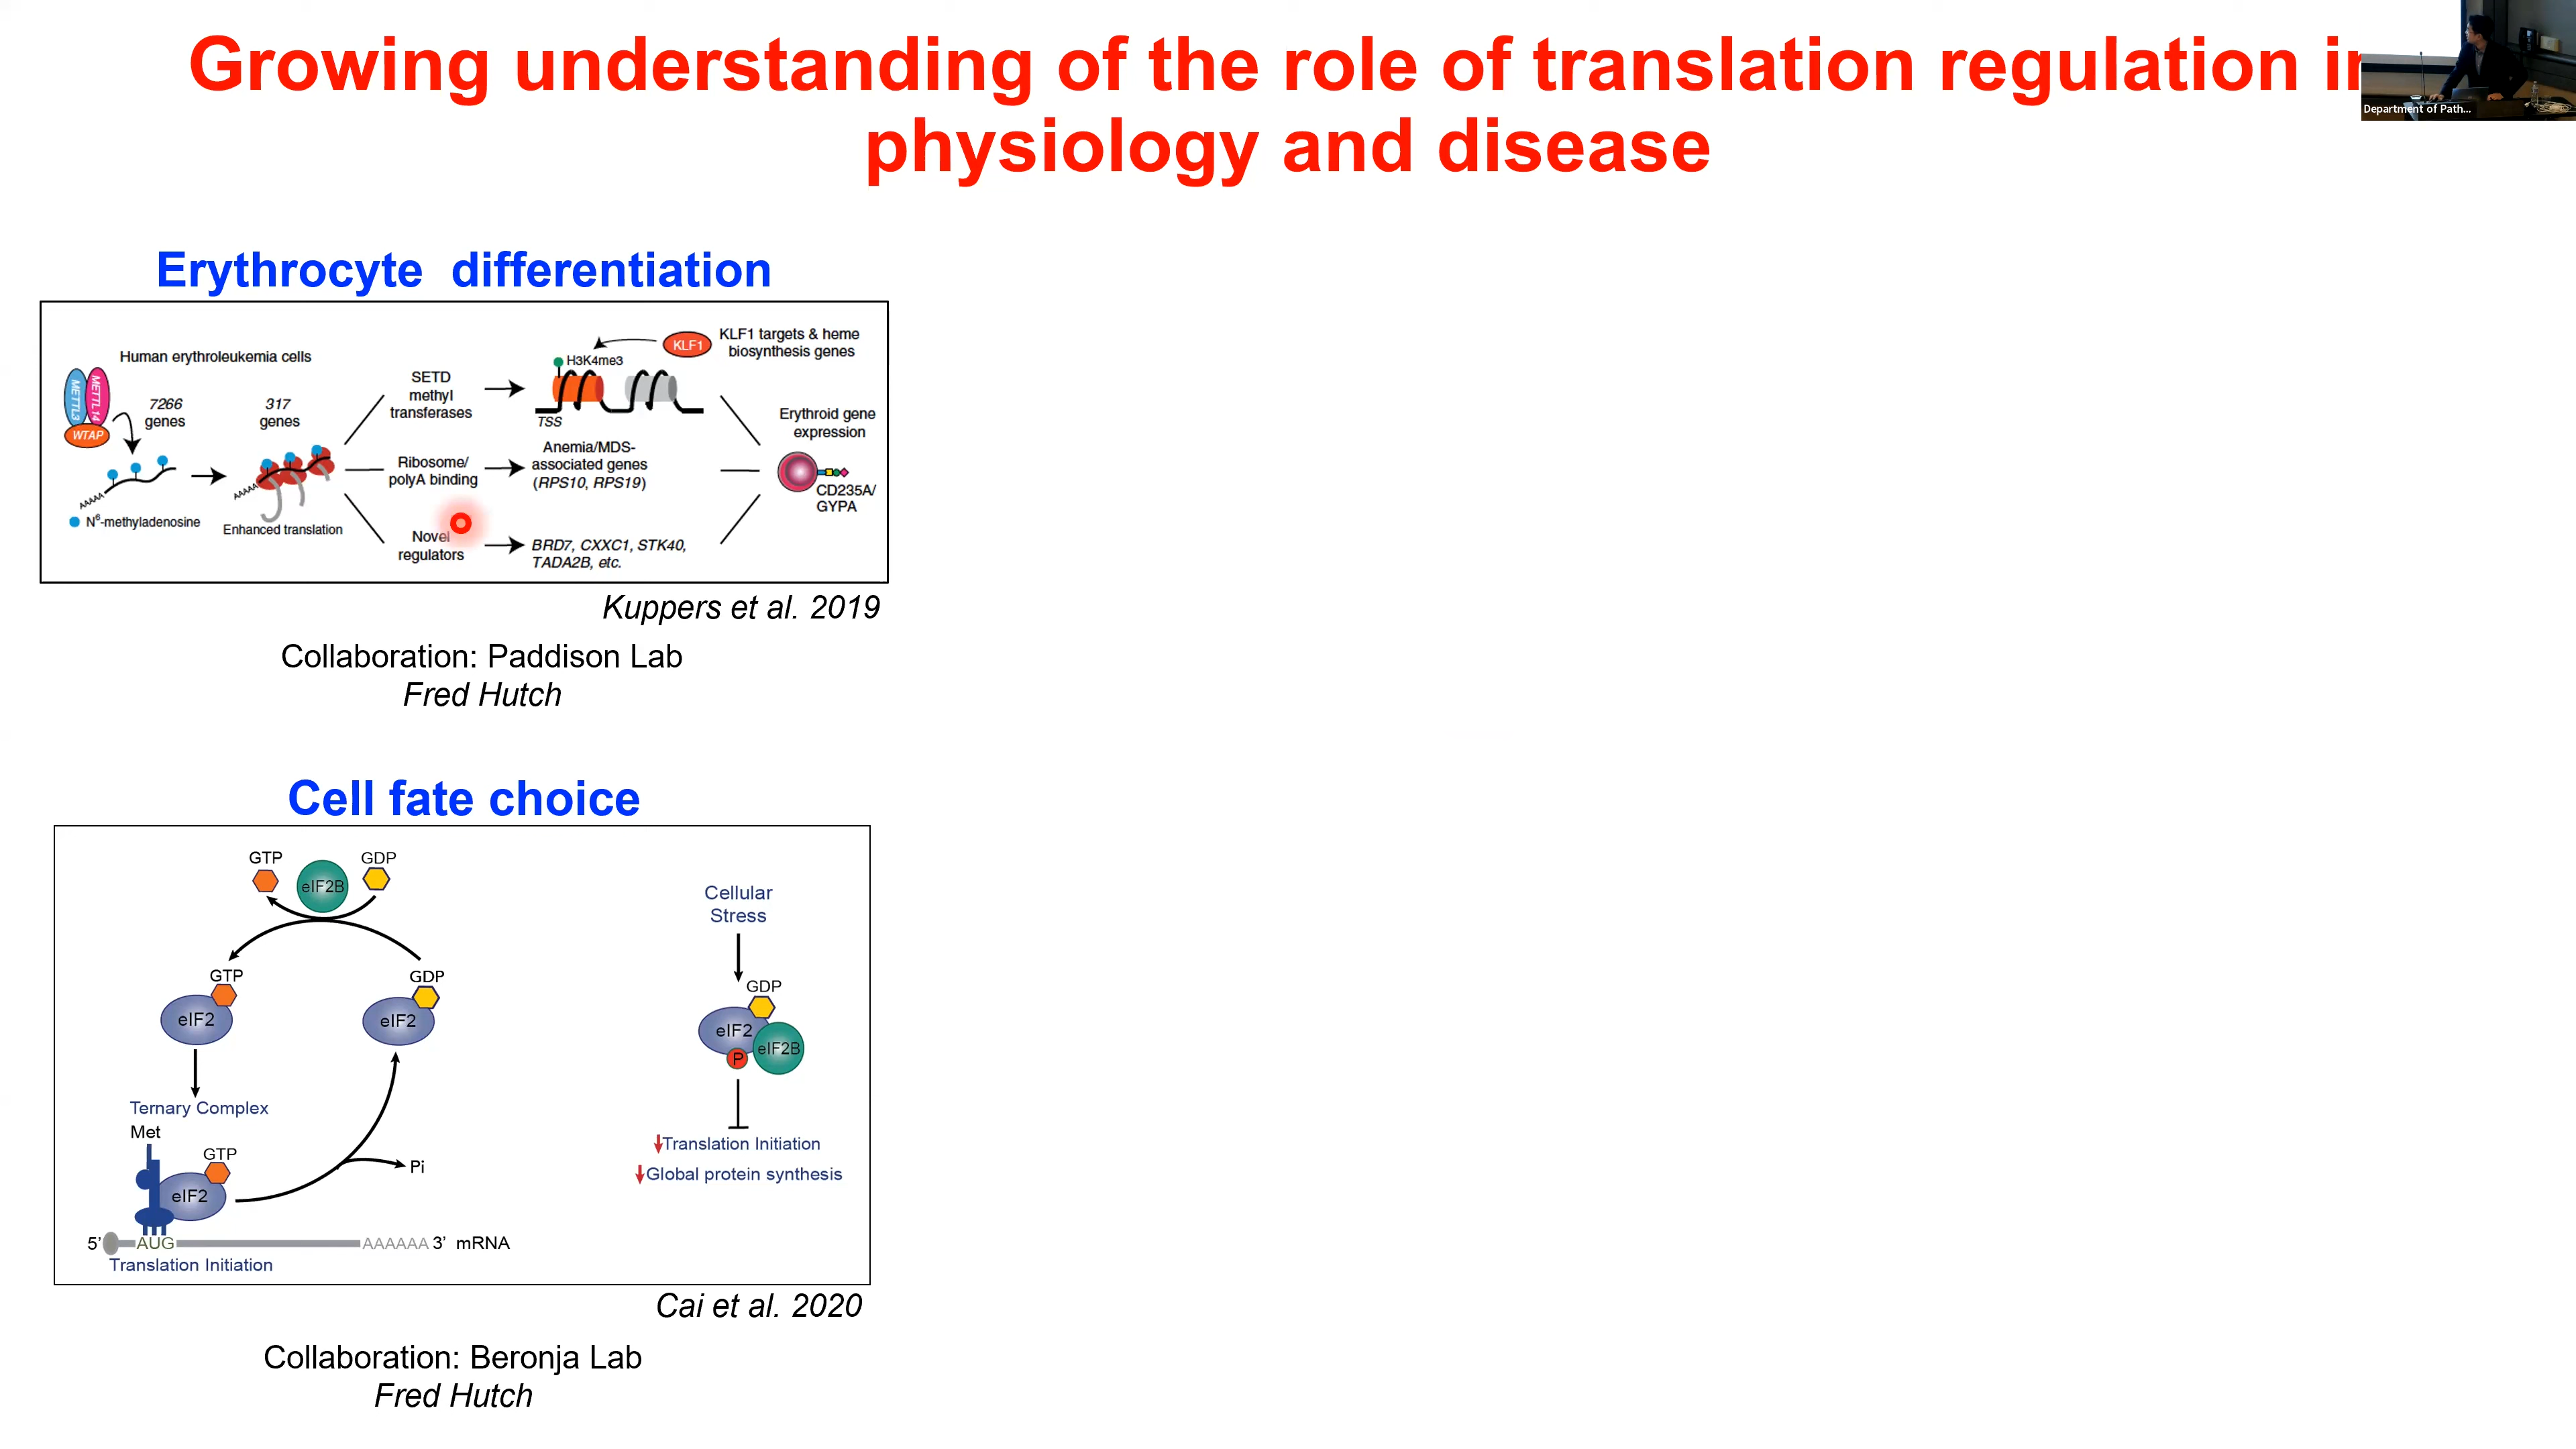 Growing understanding of the role of translation regulation in
physiology and disease
Department of Path...
Erythrocyte differentiation
Human erythroleukemia cells
METTL3
METTL14
WTAP
7266
genes
317
genes
AAAAA
N6-methyladenosine
AAAAA
Enhanced translation
SETD
methyl
transferases
Ribosome/
polyA binding
Novel
regulators
H3K4me3
KLF1
KLF1 targets & heme
biosynthesis genes
TSS
Anemia/MDS-
associated genes
(RPS10, RPS19)
BRD7, CXXC1, STK40,
TADA2B, etc.
Erythroid gene
expression
CD235A/
GYPA
Kuppers et al. 2019
Collaboration: Paddison Lab
Fred Hutch
Cell fate choice
GTP
eIF2B
GDP
GTP
eIF2
GDP
eIF2
Ternary Complex
Met
GTP
eIF2
Pi
5’ AUG AAAAAA 3’ mRNA
Translation Initiation
Cellular
Stress
GDP
eIF2
eIF2B
P
Translation Initiation
Global protein synthesis
Cai et al. 2020
Collaboration: Beronja Lab
Fred Hutch